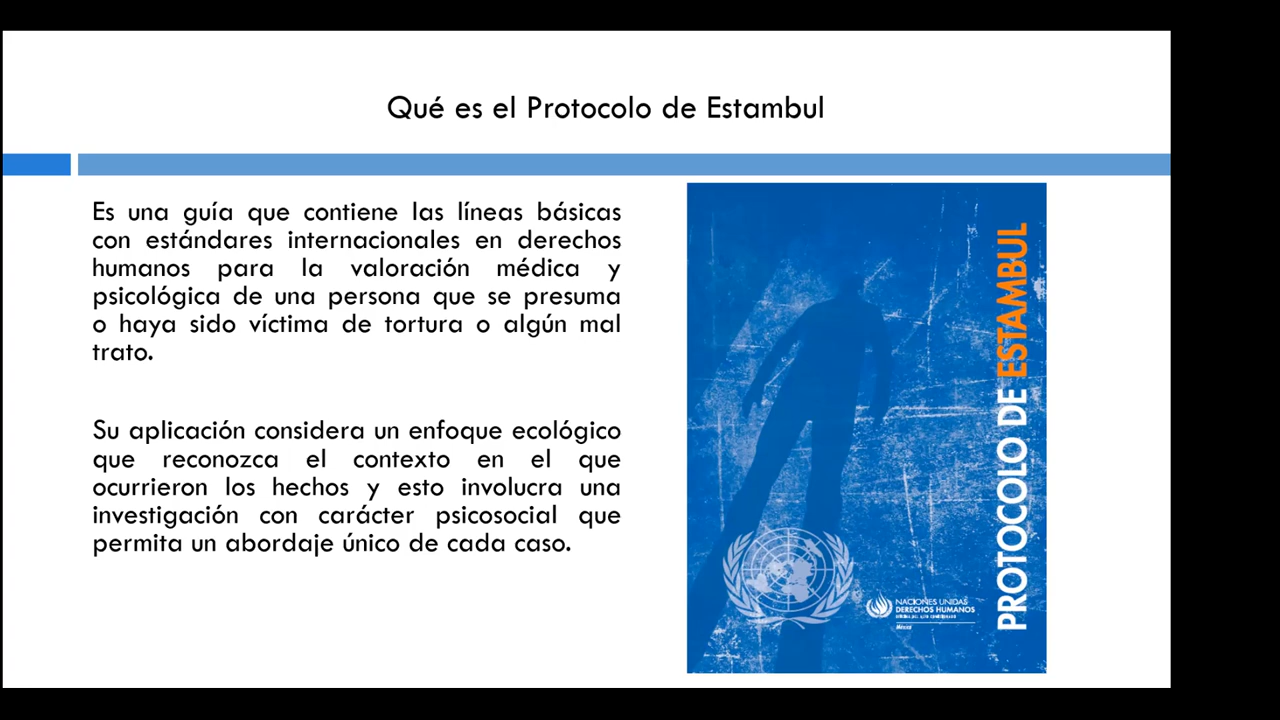 Qué es el Protocolo de Estambul
Es una guía que contiene las líneas básicas
con estándares internacionales en derechos
humanos para la valoración médica y
psicológica de una persona que se presuma
o haya sido víctima de tortura o algún mal
trato.
Su aplicación considera un enfoque ecológico
que reconozca el contexto en el que
ocurrieron los hechos y esto involucra una
investigación con carácter psicosocial que
permita un abordaje único de cada caso.
PROTOCOLO DE ESTAMBUL
NACIONES UNIDAS
DERECHOS HUMANOS
OFICINA DEL ALTO COMISIONADO
México